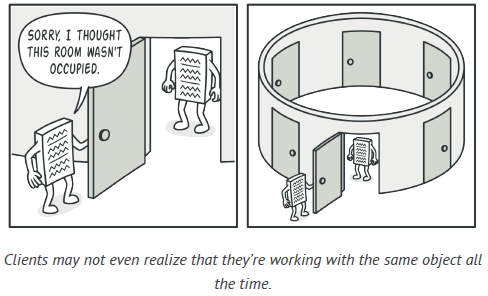 SORRY, I THOUGHT
THIS ROOM WASN'T
OCCUPIED.
Clients may not even realize that they're working with the same object all
the time.